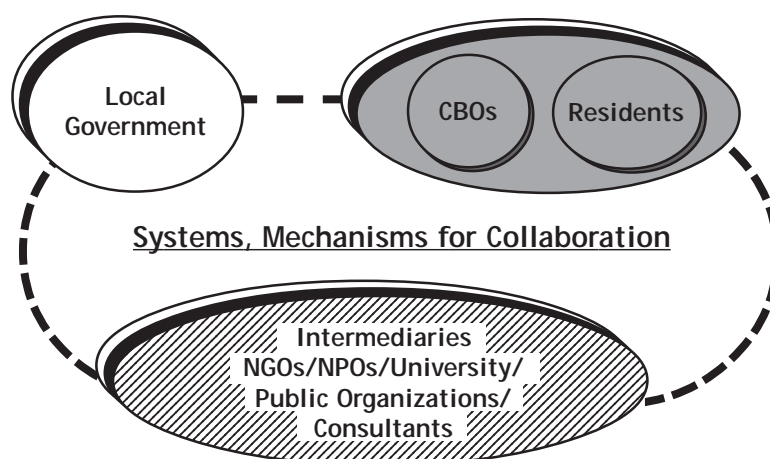 Local
Government
CBOs
Residents
Systems, Mechanisms for Collaboration
Intermediaries
NGOs/NPOs/University/
Public Organizations/
Consultants